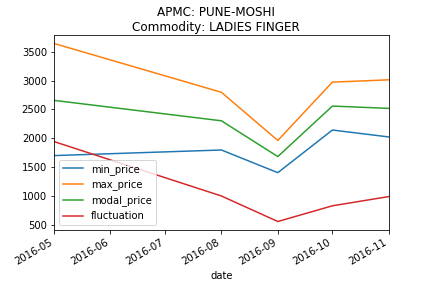 APMC: PUNE-MOSHI
Commodity: LADIES FINGER
3500
3000
2500
2000
1500
1000
500
min_price
max_price
modal_price
fluctuation
2016-05
2016-06
2016-07
2016-08
2016-09
2016-10
2016-11
date